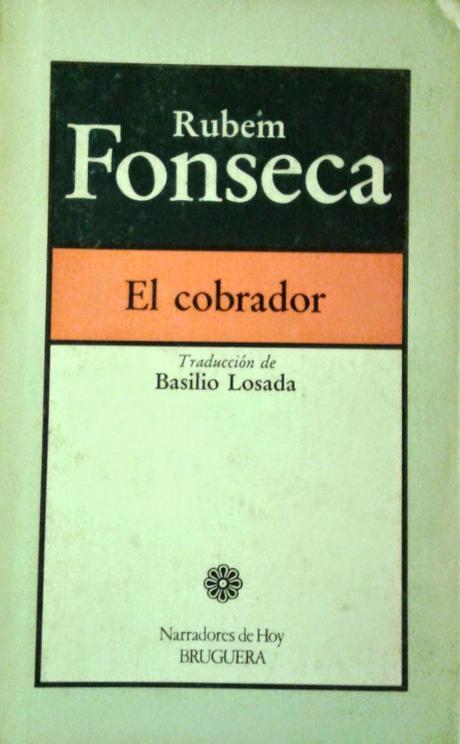 Rubem
Fonseca
El cobrador
Traducción de
Basilio Losada
Narradores de Hoy
BRUGUERA